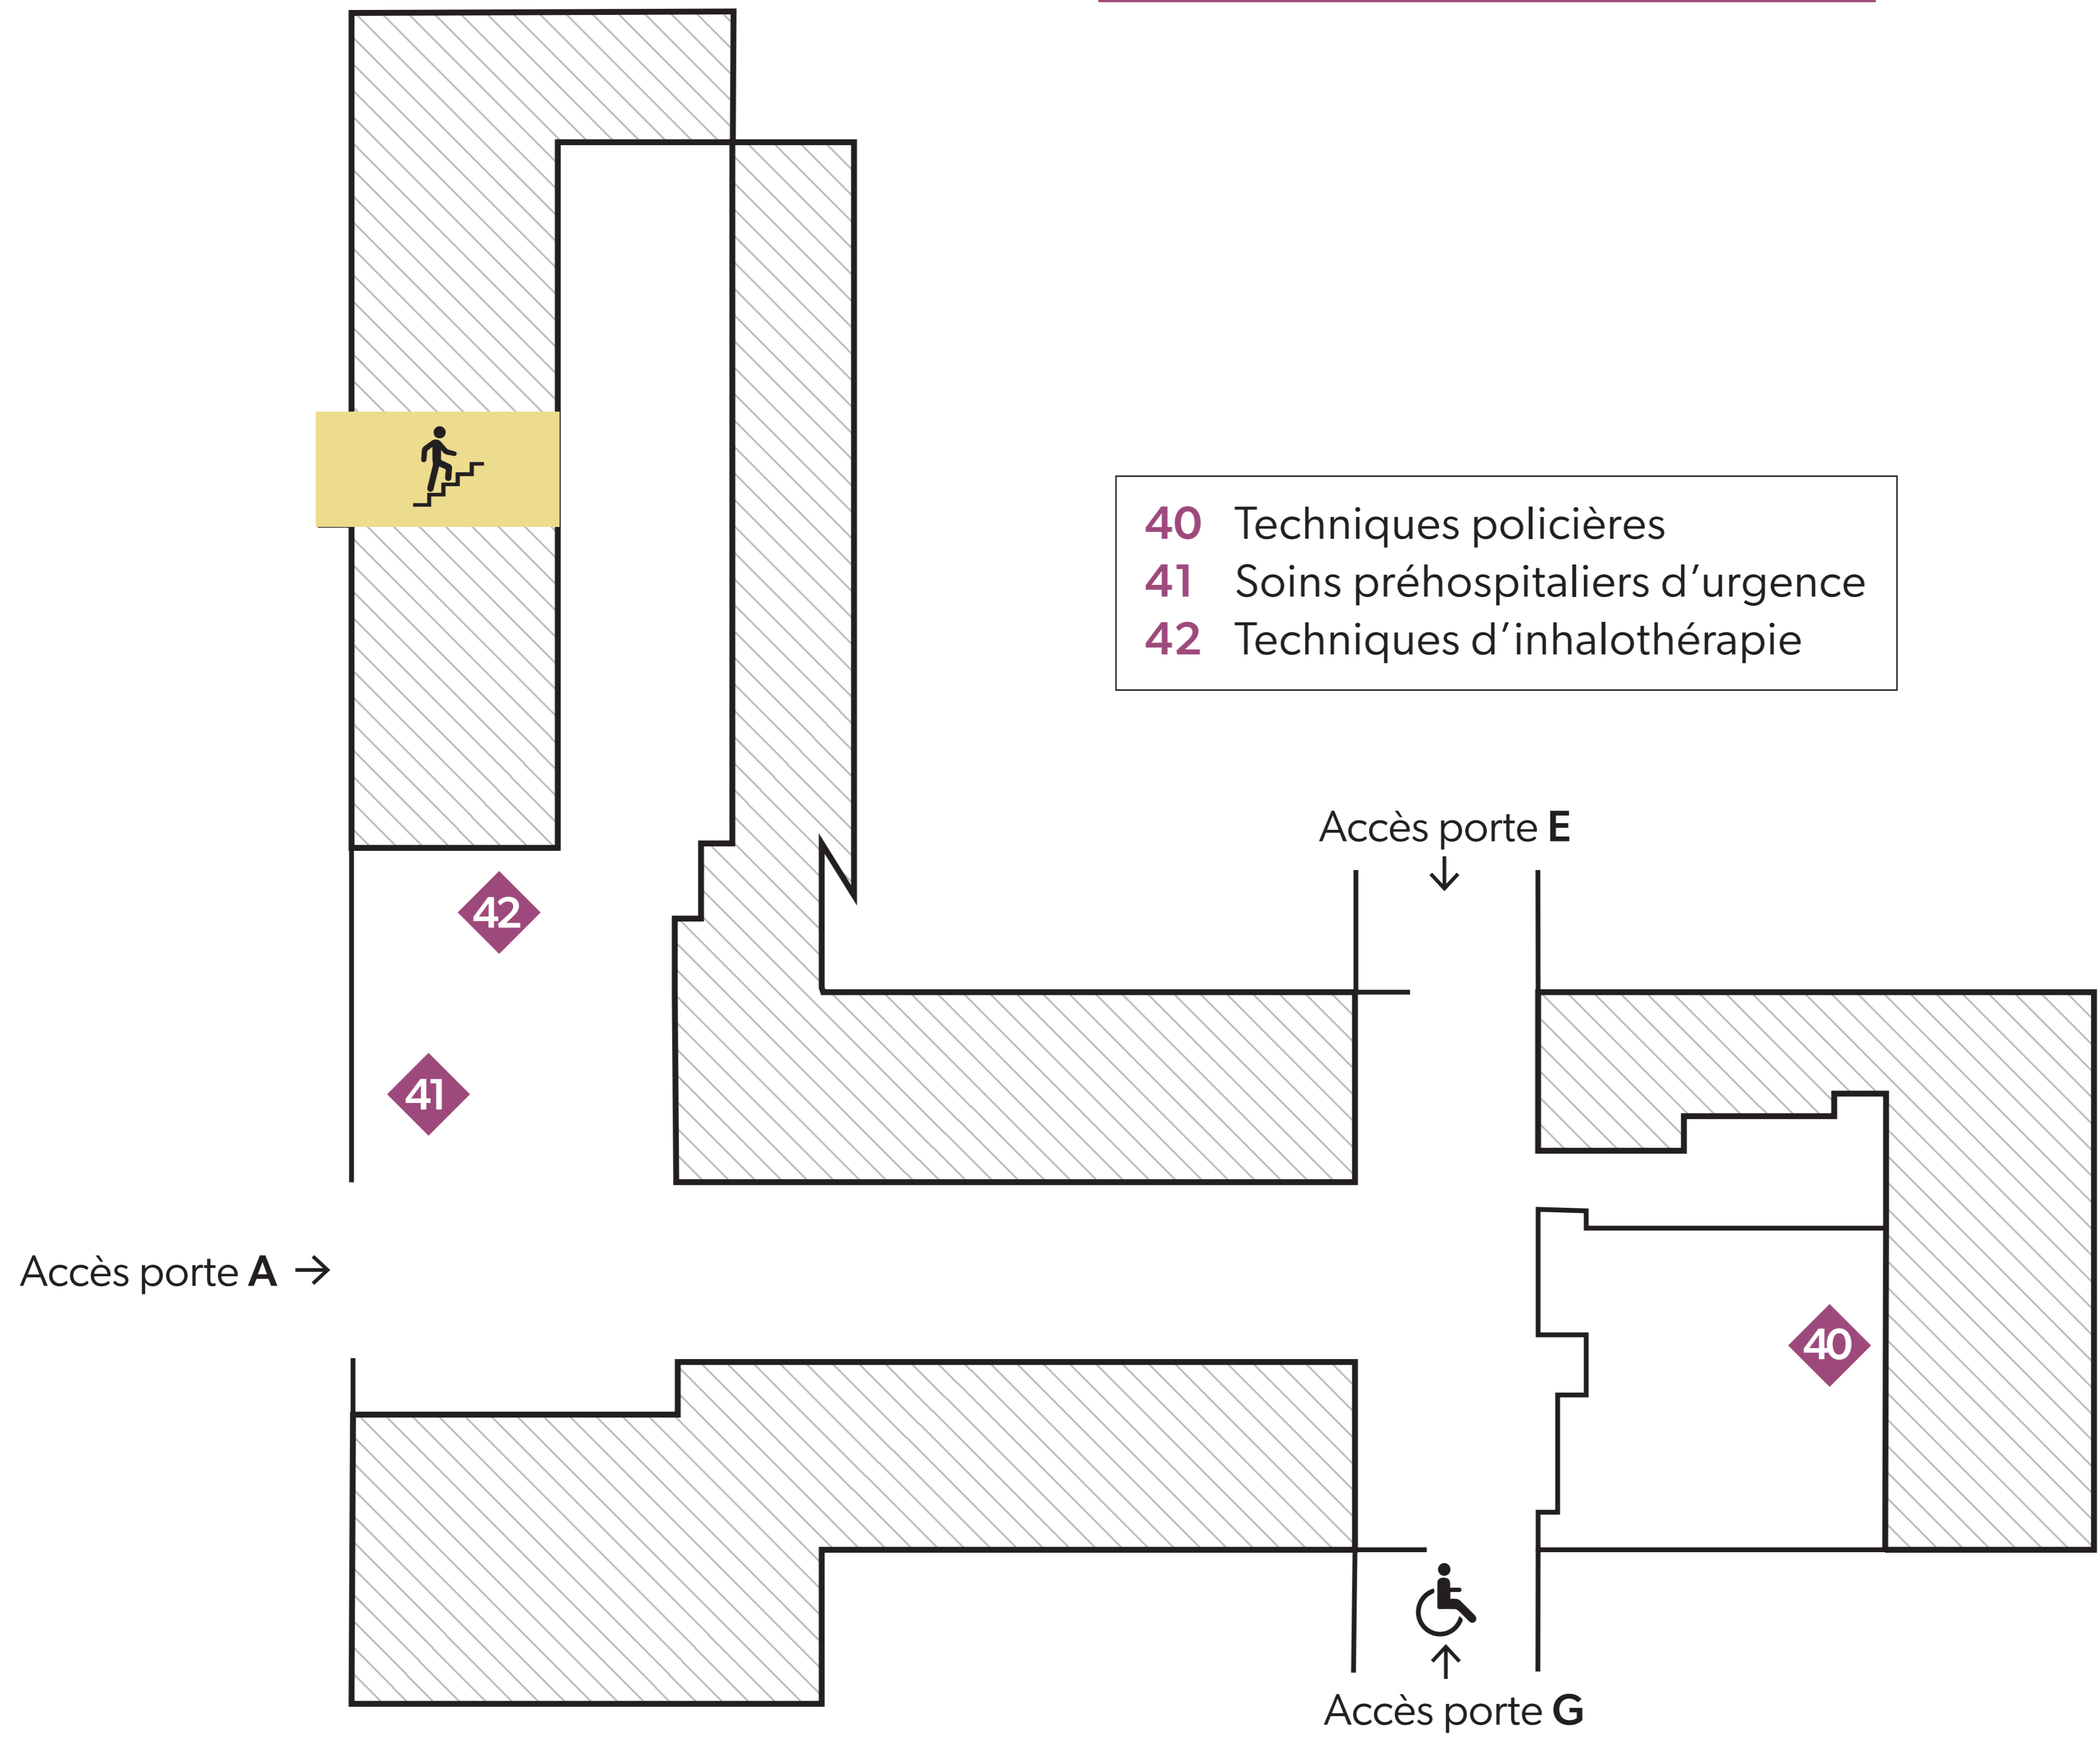 40 Techniques policières
41 Soins préhospitaliers d’urgence
42 Techniques d’inhalothérapie
Accès porte E
42
41
Accès porte A
40
Accès porte G